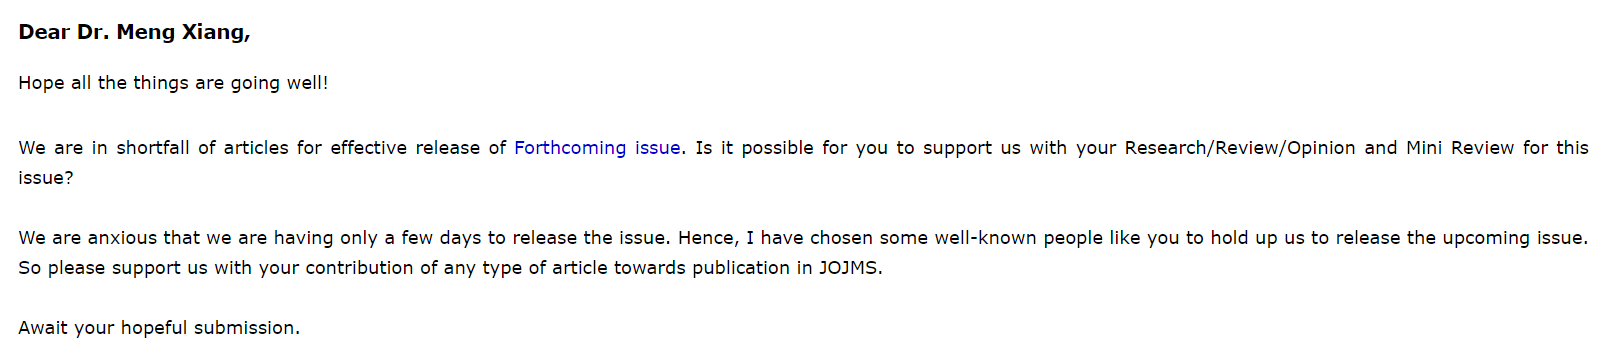 Dear Dr. Meng Xiang,
Hope all the things are going well!
We are in shortfall of articles for effective release of Forthcoming issue. Is it possible for you to support us with your Research/Review/Opinion and Mini Review for this
issue?
We are anxious that we are having only a few days to release the issue. Hence, I have chosen some well-known people like you to hold up us to release the upcoming issue.
So please support us with your contribution of any type of article towards publication in JOJMS.
Await your hopeful submission.